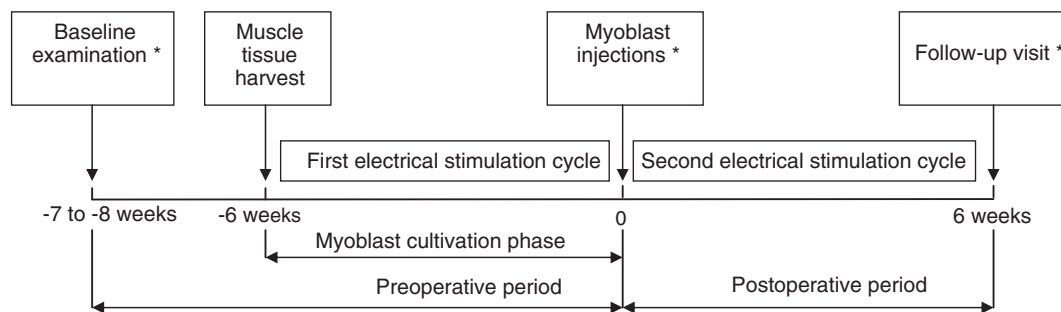 Baseline
examination *
Muscle
tissue
harvest
Myoblast
injections *
Follow-up visit *
First electrical stimulation cycle
Second electrical stimulation cycle
-7 to -8 weeks
-6 weeks
0
6 weeks
Myoblast cultivation phase
Preoperative period
Postoperative period